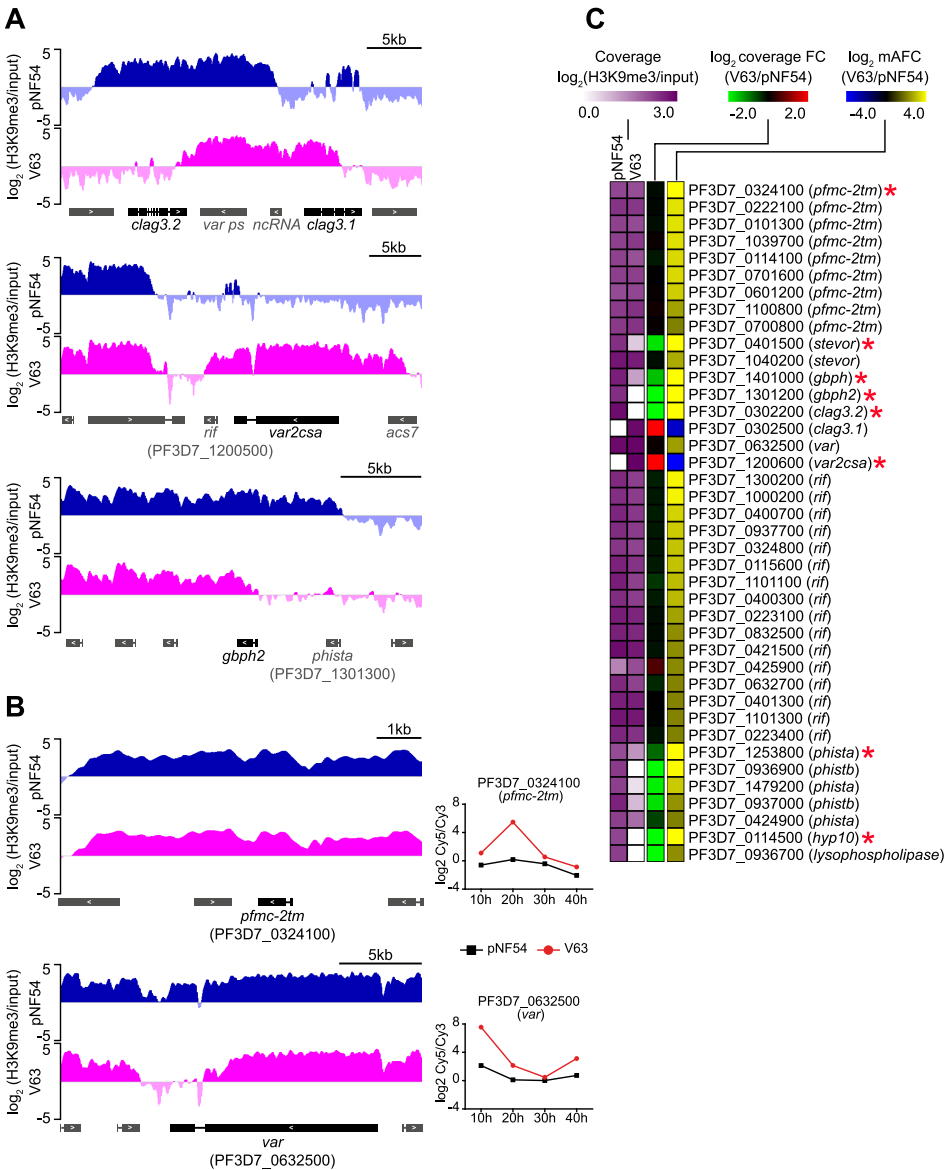 A
5kb
log2 (H3K9me3/input)
pNF54
5
-5
V63
5
-5
clag3.2
var ps
ncRNA
clag3.1
5kb
log2 (H3K9me3/input)
pNF54
5
-5
V63
5
-5
rif
var2csa
acs7
(PF3D7_1200500)
5kb
log2 (H3K9me3/input)
pNF54
5
-5
V63
5
-5
gbph2
phista
(PF3D7_1301300)
B
1kb
log2 (H3K9me3/input)
pNF54
5
-5
V63
5
-5
pfmc-2tm
(PF3D7_0324100)
PF3D7_0324100
(pfmc-2tm)
log2 Cy5/Cy3
8
4
0
-4
10h 20h 30h 40h
pNF54 V63
5kb
log2 (H3K9me3/input)
pNF54
5
-5
V63
5
-5
var
(PF3D7_0632500)
PF3D7_0632500
(var)
log2 Cy5/Cy3
8
4
0
-4
10h 20h 30h 40h
C
Coverage
log2(H3K9me3/input)
0.0 3.0
log2 coverage FC
(V63/pNF54)
-2.0 2.0
log2 mAFC
(V63/pNF54)
-4.0 4.0
pNF54
V63
PF3D7_0324100 (pfmc-2tm) *
PF3D7_0222100 (pfmc-2tm)
PF3D7_0101300 (pfmc-2tm)
PF3D7_1039700 (pfmc-2tm)
PF3D7_0114100 (pfmc-2tm)
PF3D7_0701600 (pfmc-2tm)
PF3D7_0601200 (pfmc-2tm)
PF3D7_1100800 (pfmc-2tm)
PF3D7_0700800 (pfmc-2tm)
PF3D7_0401500 (stevor) *
PF3D7_1040200 (stevor)
PF3D7_1401000 (gbph) *
PF3D7_1301200 (gbph2) *
PF3D7_0302200 (clag3.2) *
PF3D7_0302500 (clag3.1)
PF3D7_0632500 (var)
PF3D7_1200600 (var2csa) *
PF3D7_1300200 (rif)
PF3D7_1000200 (rif)
PF3D7_0400700 (rif)
PF3D7_0937700 (rif)
PF3D7_0324800 (rif)
PF3D7_0115600 (rif)
PF3D7_1101100 (rif)
PF3D7_0400300 (rif)
PF3D7_0223100 (rif)
PF3D7_0832500 (rif)
PF3D7_0421500 (rif)
PF3D7_0425900 (rif)
PF3D7_0632700 (rif)
PF3D7_0401300 (rif)
PF3D7_1101300 (rif)
PF3D7_0223400 (rif)
PF3D7_1253800 (phista) *
PF3D7_0936900 (phistb)
PF3D7_1479200 (phista)
PF3D7_0937000 (phistb)
PF3D7_0424900 (phista)
PF3D7_0114500 (hyp10) *
PF3D7_0936700 (lysophospholipase)